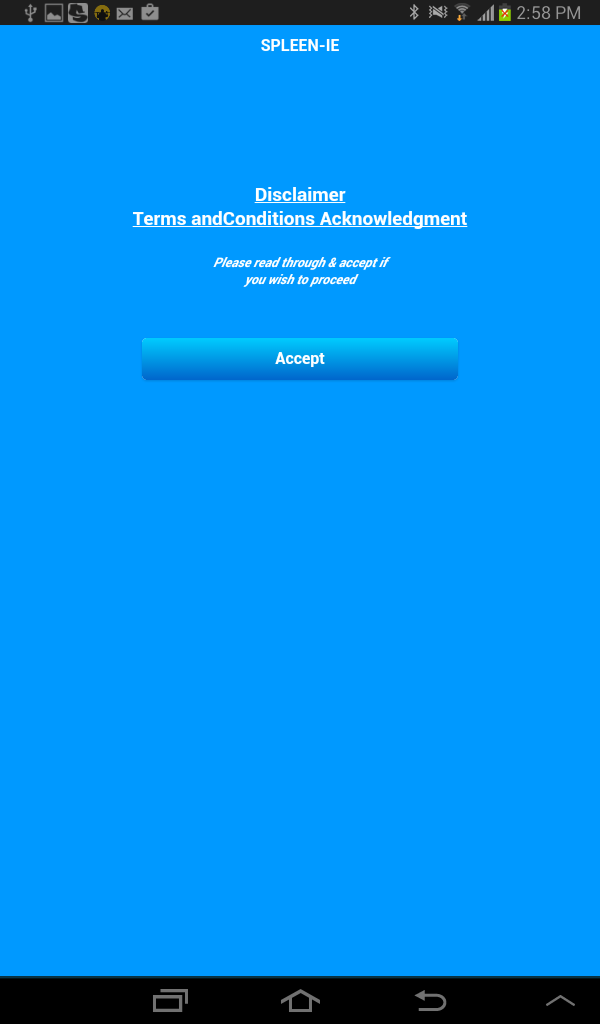 2:58 PM
SPLEEN-IE
Disclaimer
Terms andConditions Acknowledgment
Please read through & accept if
you wish to proceed
Accept